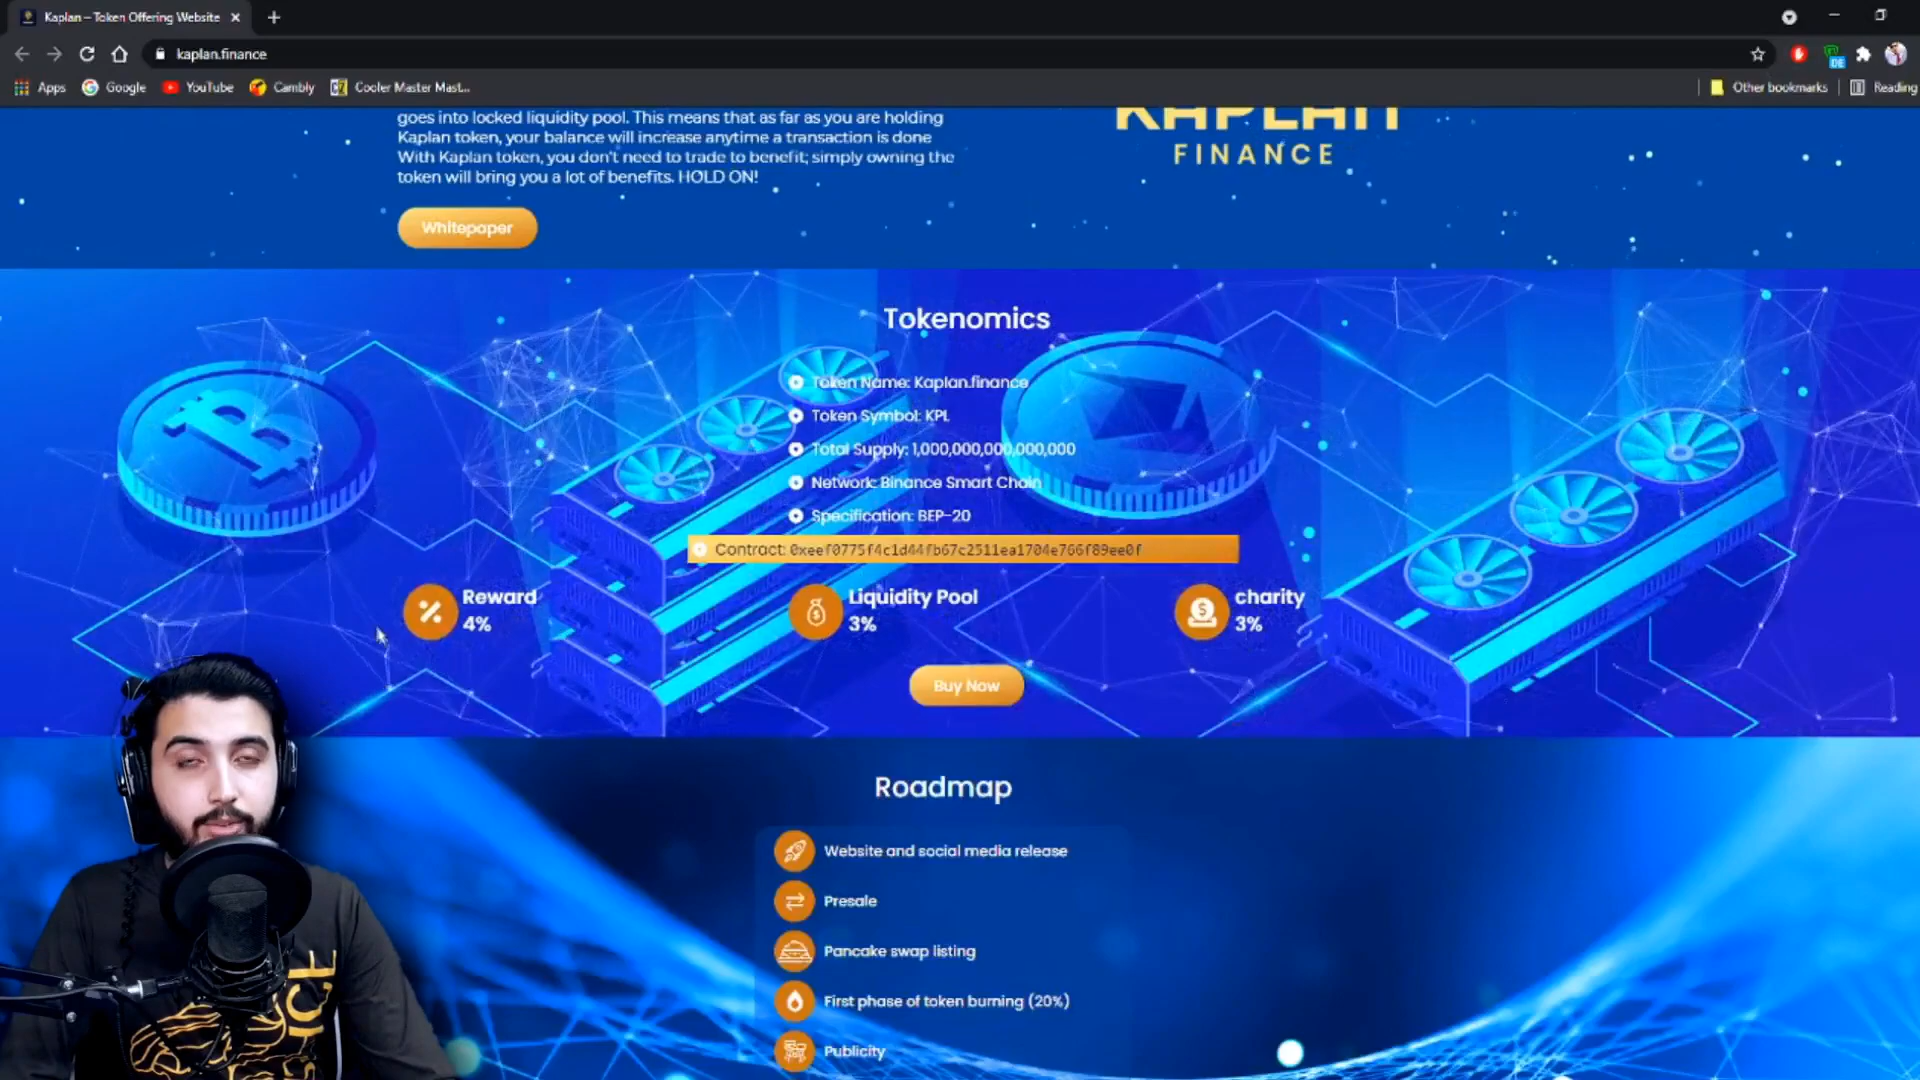 Kaplan – Token Offering Website
kaplan.finance
Apps
Google
YouTube
Cambly
Cooler Master Mast...
Other bookmarks
Reading
goes into locked liquidity pool. This means that as far as you are holding
Kaplan token, your balance will increase anytime a transaction is done
With Kaplan token, you don't need to trade to benefit; simply owning the
token will bring you a lot of benefits. HOLD ON!
KAPLAN
FINANCE
Whitepaper
Tokenomics
Token Name: Kaplan.finance
Token Symbol: KPL
Total Supply: 1,000,000,000,000,000
Network: Binance Smart Chain
Specification: BEP-20
Contract: 0xeef0775f4c1d44fb67c2511ea1704e766f89ee0f
Reward
4%
Liquidity Pool
3%
charity
3%
Buy Now
Roadmap
Website and social media release
Presale
Pancake swap listing
First phase of token burning (20%)
Publicity